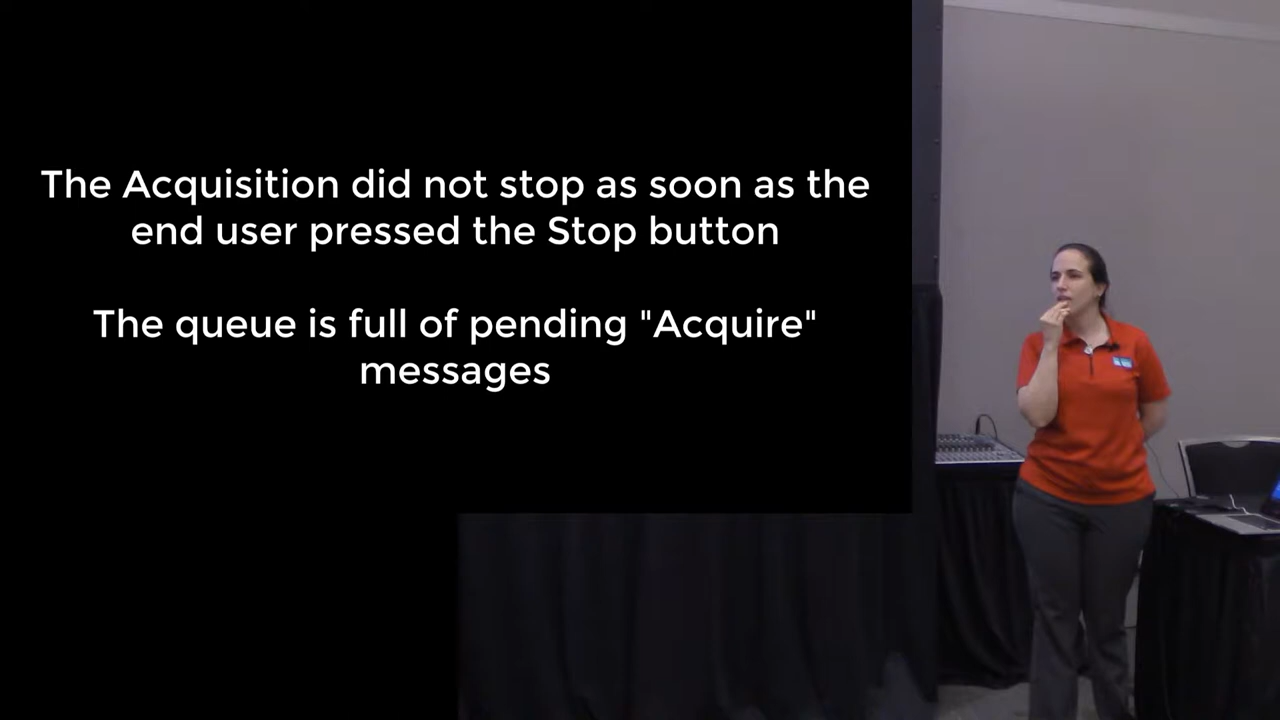 The Acquisition did not stop as soon as the
end user pressed the Stop button
The queue is full of pending "Acquire"
messages